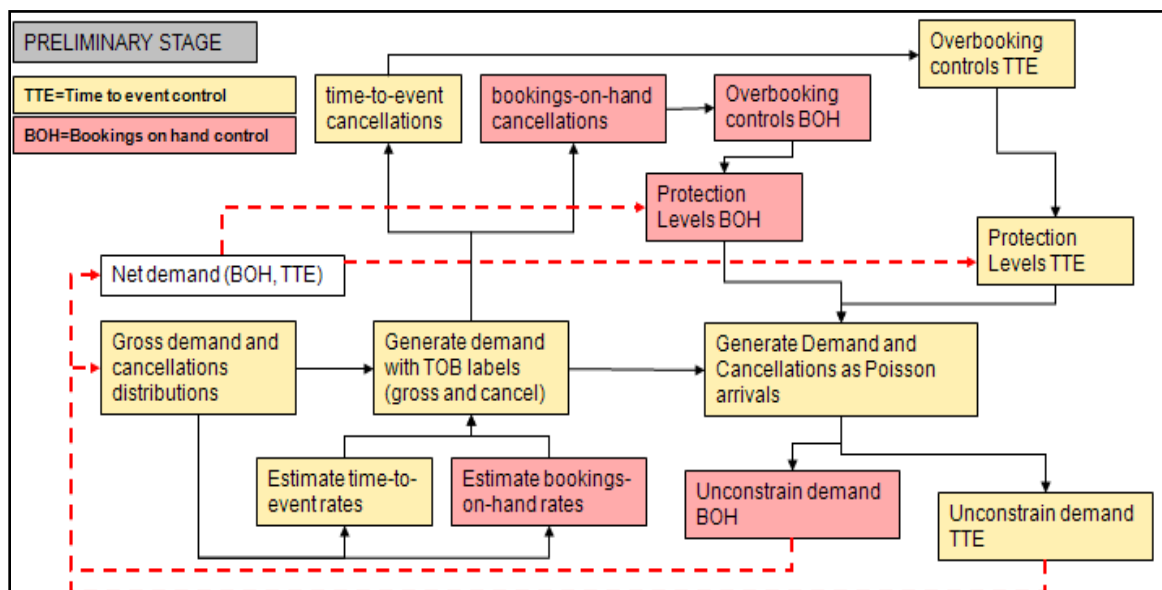 PRELIMINARY STAGE
TTE=Time to event control
BOH=Bookings on hand control
time-to-event
cancellations
bookings-on-hand
cancellations
Overbooking
controls BOH
Overbooking
controls TTE
Protection
Levels BOH
Protection
Levels TTE
Net demand (BOH, TTE)
Gross demand and
cancellations
distributions
Generate demand
with TOB labels
(gross and cancel)
Generate Demand and
Cancellations as Poisson
arrivals
Estimate time-to-
event rates
Estimate bookings-
on-hand rates
Unconstrain demand
BOH
Unconstrain demand
TTE